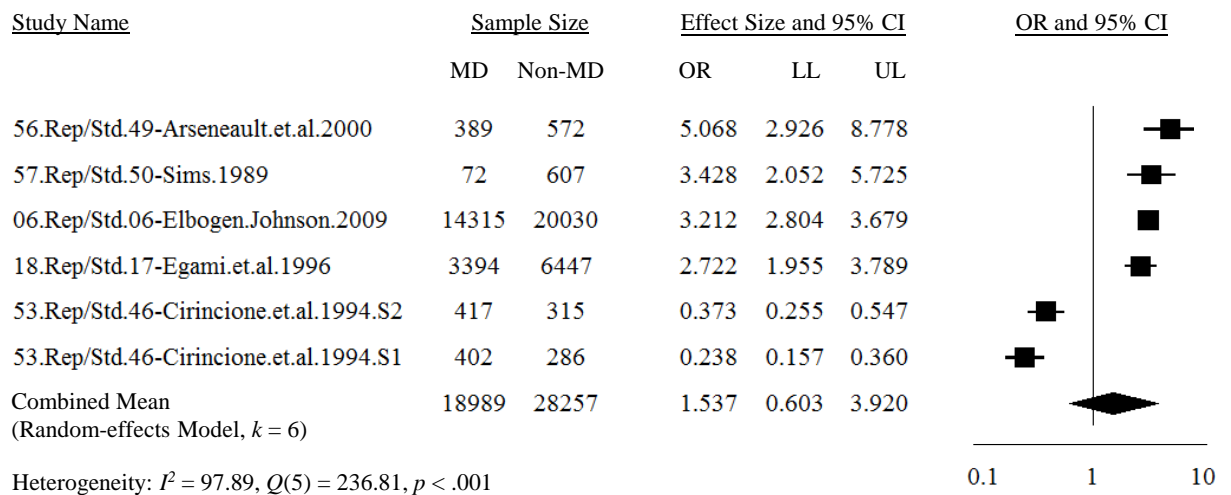 Study Name Sample Size Effect Size and 95% CI OR and 95% CI
MD Non-MD OR LL UL
56.Rep/Std.49-Arseneault.et.al.2000 389 572 5.068 2.926 8.778
57.Rep/Std.50-Sims.1989 72 607 3.428 2.052 5.725
06.Rep/Std.06-Elbogen.Johnson.2009 14315 20030 3.212 2.804 3.679
18.Rep/Std.17-Egami.et.al.1996 3394 6447 2.722 1.955 3.789
53.Rep/Std.46-Cirincione.et.al.1994.S2 417 315 0.373 0.255 0.547
53.Rep/Std.46-Cirincione.et.al.1994.S1 402 286 0.238 0.157 0.360
Combined Mean 18989 28257 1.537 0.603 3.920
(Random-effects Model, k = 6)
0.1 1 10
Heterogeneity: I² = 97.89, Q(5) = 236.81, p < .001